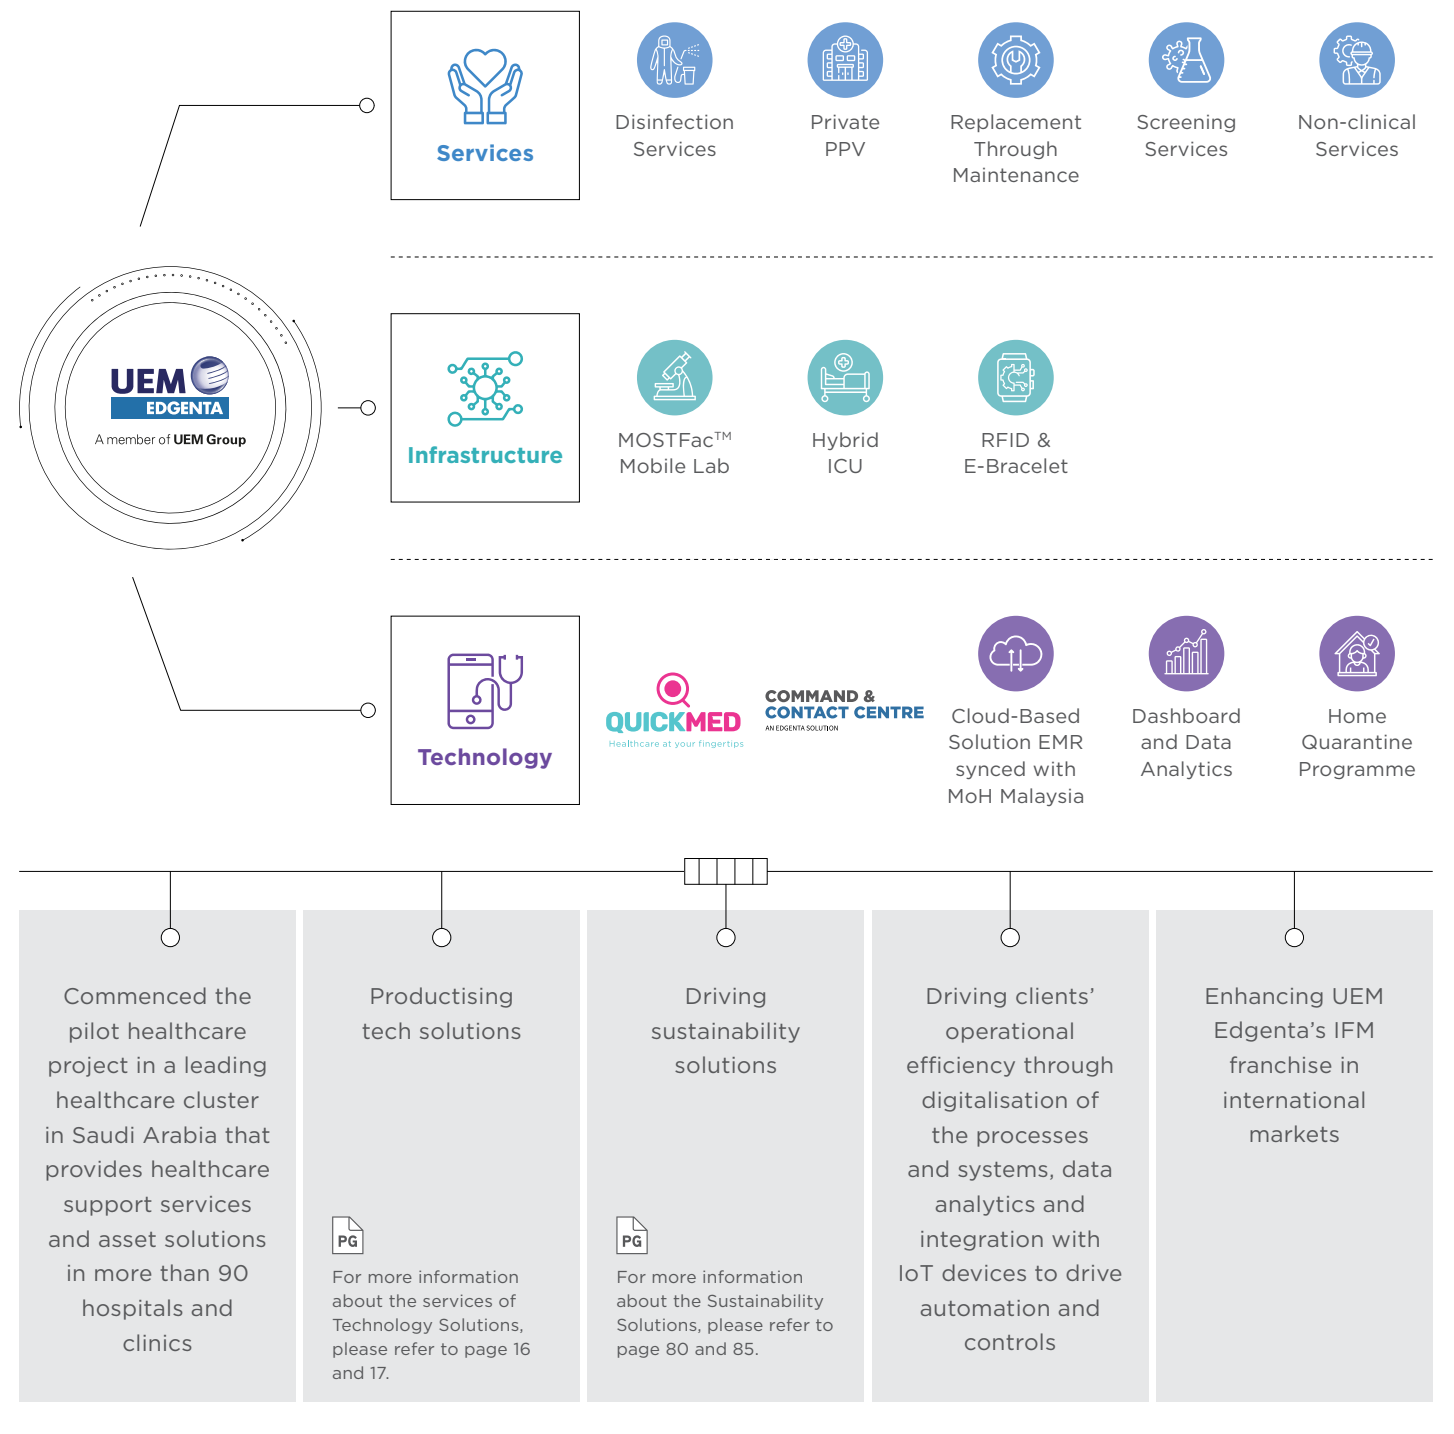 Services
Disinfection
Services
Private
PPV
Replacement
Through
Maintenance
Screening
Services
Non-clinical
Services
UEM
EDGENTA
A member of UEM Group
Infrastructure
MOSTFac™
Mobile Lab
Hybrid
ICU
RFID &
E-Bracelet
Technology
QUICKMED
Healthcare at your fingertips
COMMAND &
CONTACT CENTRE
AN EDGENTA SOLUTION
Cloud-Based
Solution EMR
synced with
MoH Malaysia
Dashboard
and Data
Analytics
Home
Quarantine
Programme
Commenced the
pilot healthcare
project in a leading
healthcare cluster
in Saudi Arabia that
provides healthcare
support services
and asset solutions
in more than 90
hospitals and
clinics
Productising
tech solutions
PG
For more information
about the services of
Technology Solutions,
please refer to page 16
and 17.
Driving
sustainability
solutions
PG
For more information
about the Sustainability
Solutions, please refer to
page 80 and 85.
Driving clients’
operational
efficiency through
digitalisation of
the processes
and systems, data
analytics and
integration with
IoT devices to drive
automation and
controls
Enhancing UEM
Edgenta’s IFM
franchise in
international
markets